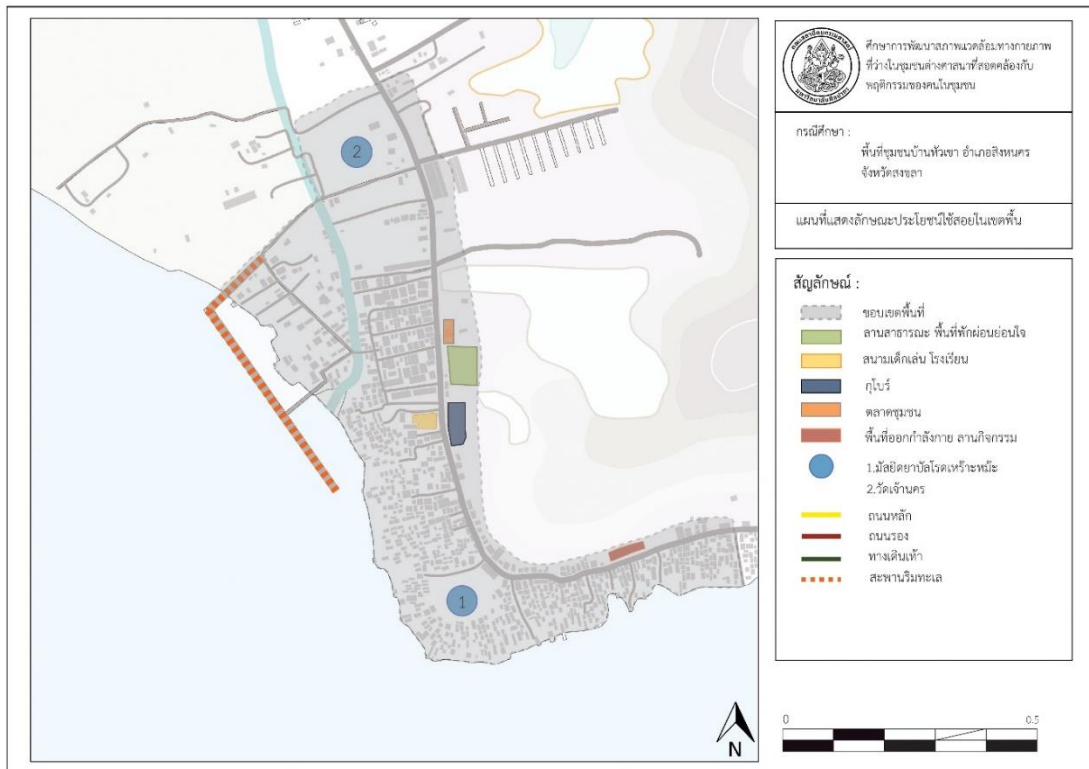 ศึกษาการพัฒนาสภาพแวดล้อมทางกายภาพ
ที่ว่างในชุมชนต่างศาสนาที่สอดคล้องกับ
พฤติกรรมของคนในชุมชน
กรณีศึกษา :
พื้นที่ชุมชนบ้านหัวเขา อำเภอสิงหนคร
จังหวัดสงขลา
แผนที่แสดงลักษณะประโยชน์ใช้สอยในเขตพื้น
สัญลักษณ์ :
ขอบเขตพื้นที่
ลานสาธารณะ พื้นที่พักผ่อนย่อนใจ
สนามเด็กเล่น โรงเรียน
กุโบร์
ตลาดชุมชน
พื้นที่ออกกำลังกาย ลานกิจกรรม
1.มัสยิดยาบัลโรดเหร๊าะหม๊ะ
2.วัดเจ้านคร
ถนนหลัก
ถนนรอง
ทางเดินเท้า
สะพานริมทะเล
2
1
N
0 0.5